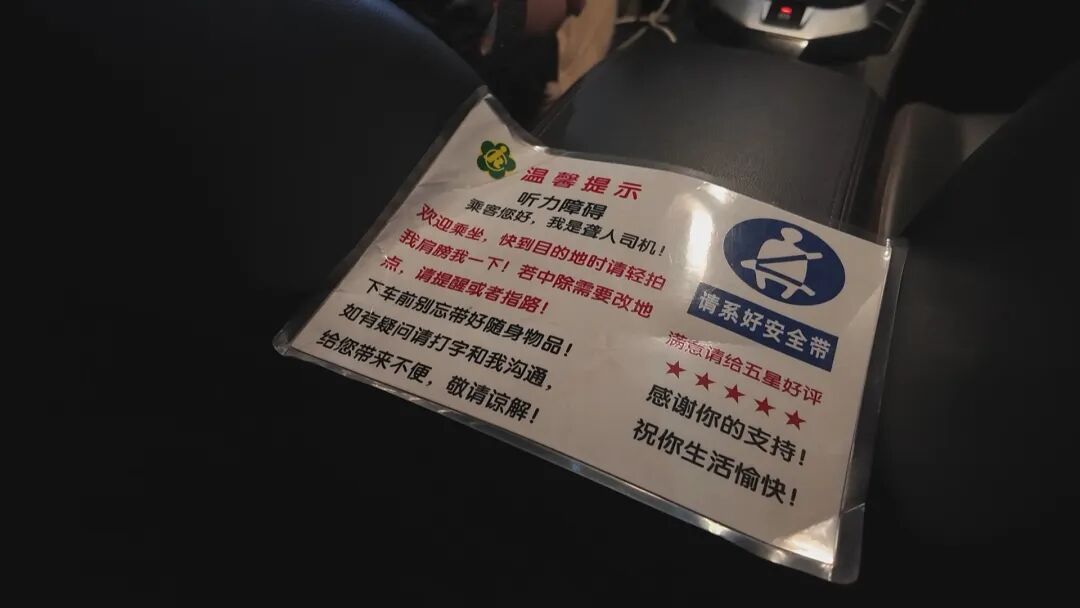 温馨提示
听力障碍
乘客您好，我是聋人司机！
欢迎乘坐，快到目的地时请轻拍
我肩膀我一下！若中除需要改地
点，请提醒或者指路！
下车前别忘带好随身物品！
如有疑问请打字和我沟通，
给您带来不便，敬请谅解！
请系好安全带
满意请给五星好评
★★★★★
感谢你的支持！
祝你生活愉快！